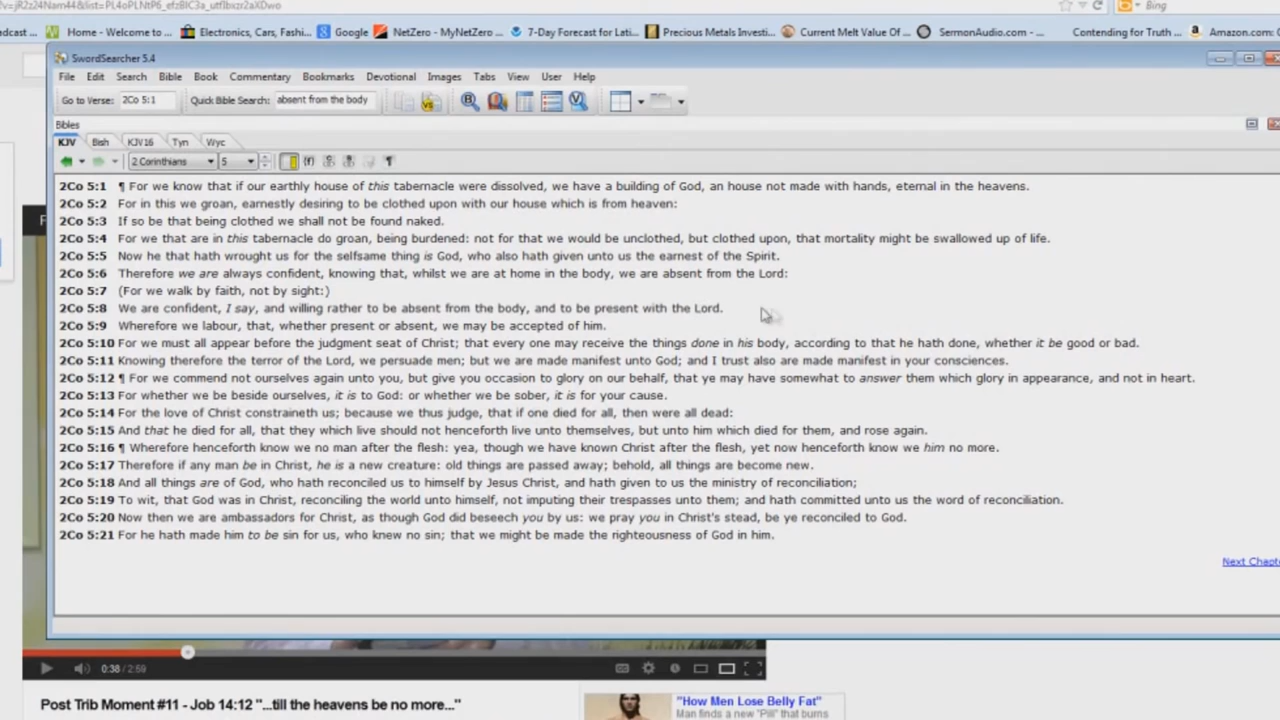 ?v=jR2z24Nam44&list=PL4oPLNtP6_efzBIC3a_utfIbxzr2aXDwo
Bing
adcast ... Home - Welcome to ... Electronics, Cars, Fashi... Google NetZero - MyNetZero ... 7-Day Forecast for Lati... Precious Metals Investi... Current Melt Value Of ... SermonAudio.com - ... Contending for Truth ... Amazon.com:
SwordSearcher 5.4
File Edit Search Bible Book Commentary Bookmarks Devotional Images Tabs View User Help
Go to Verse: 2Co 5:1 Quick Bible Search: absent from the body
Bibles
KJV Bish KJV16 Tyn Wyc
2 Corinthians 5
2Co 5:1 ¶ For we know that if our earthly house of this tabernacle were dissolved, we have a building of God, an house not made with hands, eternal in the heavens.
2Co 5:2 For in this we groan, earnestly desiring to be clothed upon with our house which is from heaven:
2Co 5:3 If so be that being clothed we shall not be found naked.
2Co 5:4 For we that are in this tabernacle do groan, being burdened: not for that we would be unclothed, but clothed upon, that mortality might be swallowed up of life.
2Co 5:5 Now he that hath wrought us for the selfsame thing is God, who also hath given unto us the earnest of the Spirit.
2Co 5:6 Therefore we are always confident, knowing that, whilst we are at home in the body, we are absent from the Lord:
2Co 5:7 (For we walk by faith, not by sight:)
2Co 5:8 We are confident, I say, and willing rather to be absent from the body, and to be present with the Lord.
2Co 5:9 Wherefore we labour, that, whether present or absent, we may be accepted of him.
2Co 5:10 For we must all appear before the judgment seat of Christ; that every one may receive the things done in his body, according to that he hath done, whether it be good or bad.
2Co 5:11 Knowing therefore the terror of the Lord, we persuade men; but we are made manifest unto God; and I trust also are made manifest in your consciences.
2Co 5:12 ¶ For we commend not ourselves again unto you, but give you occasion to glory on our behalf, that ye may have somewhat to answer them which glory in appearance, and not in heart.
2Co 5:13 For whether we be beside ourselves, it is to God: or whether we be sober, it is for your cause.
2Co 5:14 For the love of Christ constraineth us; because we thus judge, that if one died for all, then were all dead:
2Co 5:15 And that he died for all, that they which live should not henceforth live unto themselves, but unto him which died for them, and rose again.
2Co 5:16 ¶ Wherefore henceforth know we no man after the flesh: yea, though we have known Christ after the flesh, yet now henceforth know we him no more.
2Co 5:17 Therefore if any man be in Christ, he is a new creature: old things are passed away; behold, all things are become new.
2Co 5:18 And all things are of God, who hath reconciled us to himself by Jesus Christ, and hath given to us the ministry of reconciliation;
2Co 5:19 To wit, that God was in Christ, reconciling the world unto himself, not imputing their trespasses unto them; and hath committed unto us the word of reconciliation.
2Co 5:20 Now then we are ambassadors for Christ, as though God did beseech you by us: we pray you in Christ's stead, be ye reconciled to God.
2Co 5:21 For he hath made him to be sin for us, who knew no sin; that we might be made the righteousness of God in him.
Next Chapte
0:38 / 2:59
Post Trib Moment #11 - Job 14:12 "...till the heavens be no more..."
"How Men Lose Belly Fat"
Man finds a new "Pill" that burns